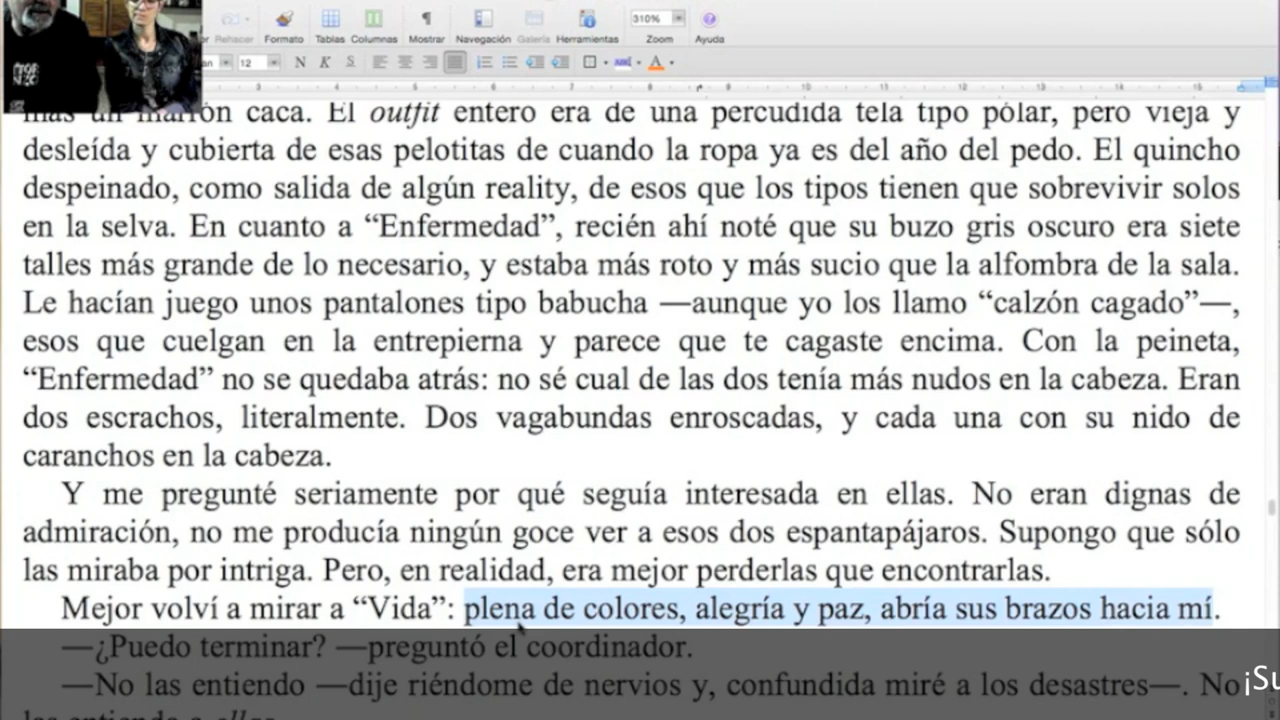 Rehacer Formato Tablas Columnas Mostrar Navegación Galería Herramientas Zoom Ayuda
310%
12 N K S
más un marrón caca. El outfit entero era de una percudida tela tipo pólar, pero vieja y
desleída y cubierta de esas pelotitas de cuando la ropa ya es del año del pedo. El quincho
despeinado, como salida de algún reality, de esos que los tipos tienen que sobrevivir solos
en la selva. En cuanto a “Enfermedad”, recién ahí noté que su buzo gris oscuro era siete
talles más grande de lo necesario, y estaba más roto y más sucio que la alfombra de la sala.
Le hacían juego unos pantalones tipo babucha —aunque yo los llamo “calzón cagado”—,
esos que cuelgan en la entrepierna y parece que te cagaste encima. Con la peineta,
“Enfermedad” no se quedaba atrás: no sé cual de las dos tenía más nudos en la cabeza. Eran
dos escrachos, literalmente. Dos vagabundas enroscadas, y cada una con su nido de
caranchos en la cabeza.
Y me pregunté seriamente por qué seguía interesada en ellas. No eran dignas de
admiración, no me producía ningún goce ver a esos dos espantapájaros. Supongo que sólo
las miraba por intriga. Pero, en realidad, era mejor perderlas que encontrarlas.
Mejor volví a mirar a “Vida”: plena de colores, alegría y paz, abría sus brazos hacia mí.
—¿Puedo terminar? —preguntó el coordinador.
—No las entiendo —dije riéndome de nervios y, confundida miré a los desastres—. No
las entiendo a ellas
¡Su